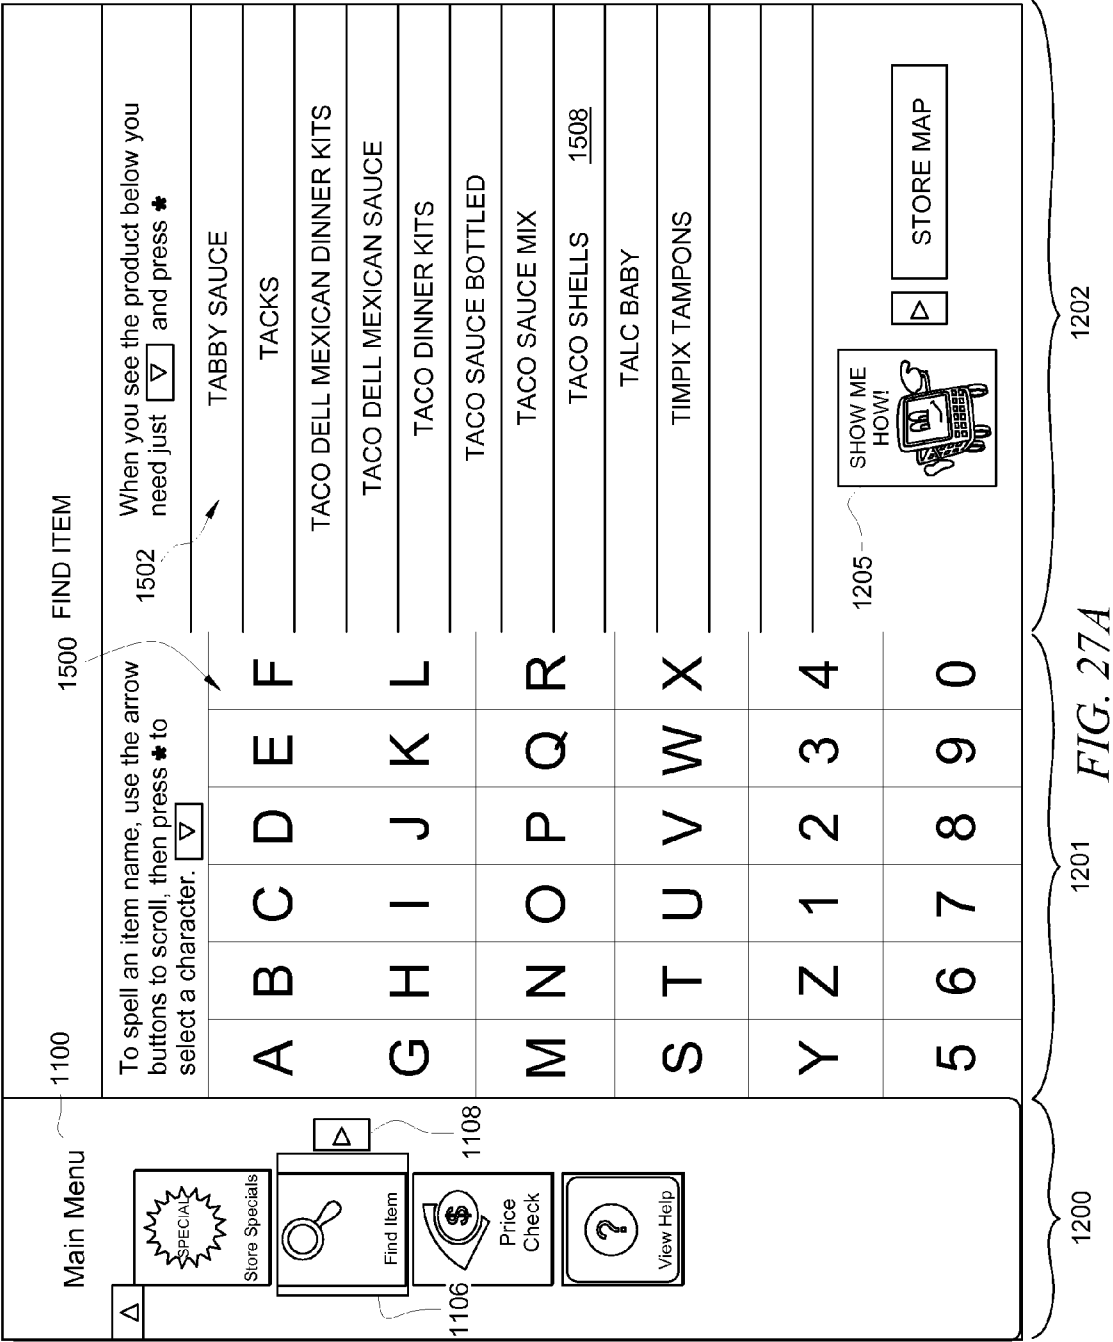 FIND ITEM
1500
1100
Main Menu
SPECIAL
Store Specials
Find Item
1106
1108
$
Price
Check
?
View Help
To spell an item name, use the arrow
buttons to scroll, then press ✱ to
select a character. ▽
A B C D E F
G H I J K L
M N O P Q R
S T U V W X
Y Z 1 2 3 4
5 6 7 8 9 0
When you see the product below you
need just ▽ and press ✱
1502
TABBY SAUCE
TACKS
TACO DELL MEXICAN DINNER KITS
TACO DELL MEXICAN SAUCE
TACO DINNER KITS
TACO SAUCE BOTTLED
TACO SAUCE MIX
TACO SHELLS 1508
TALC BABY
TIMPIX TAMPONS
1205
SHOW ME
HOW!
STORE MAP
1200
1201
1202
FIG. 27A